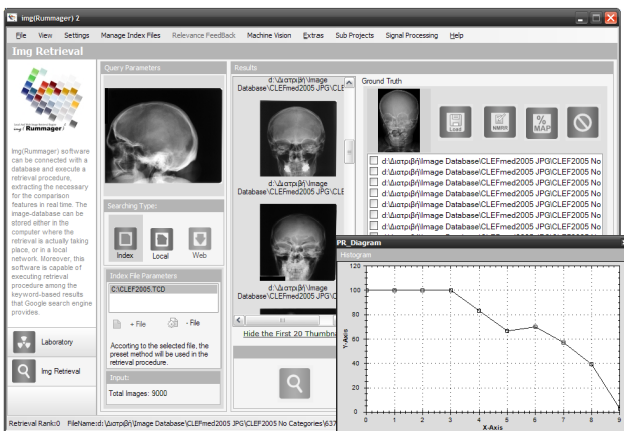 img(Rummager) 2
File View Settings Manage Index Files Relevance FeedBack Machine Vision Extras Sub Projects Signal Processing Help
Img Retrieval
img(Rummager) software
can be connected with a
database and execute a
retrieval procedure,
extracting the necessary
for the comparison
features in real time. The
image-database can be
stored either in the
computer where the
retrieval is actually taking
place, or in a local
network. Moreover, this
software is capable of
executing retrieval
procedure among the
keyword-based results
that Google search engine
provides.
Laboratory
Img Retrieval
Query Parameters
Searching Type:
Index Local Web
Index File Parameters
C:\CLEF2005.TCD
+ File - File
Acording to the selected file, the
preset method will be used in the
retrieval procedure.
Input:
Total Images: 9000
Results
d:\Διατριβή\Image
Database\CLEFmed2005 JPG\CLE
d:\Διατριβή\Image
Database\CLEFmed2005 JPG\CLE
d:\Διατριβή\Image
Database\CLEFmed2005 JPG\C
Hide the First 20 Thumbna
Ground Truth
Load NMRR % MAP
d:\Διατριβή\Image Database\CLEFmed2005 JPG\CLEF2005 No
d:\Διατριβή\Image Database\CLEFmed2005 JPG\CLEF2005 No
d:\Διατριβή\Image Database\CLEFmed2005 JPG\CLEF2005 No
d:\Διατριβή\Image Database\CLEFmed2005 JPG\CLEF2005 No
d:\Διατριβή\Image Database\CLEFmed2005 JPG\CLEF2005 No
d:\Διατριβή\Image Database\CLEFmed2005 JPG\CLEF2005 No
PR_Diagram
Histogram
120
100
80
60
40
20
0
Y-Axis
0 1 2 3 4 5 6 7 8 9
X-Axis
Retrieval Rank:0 FileName:d:\Διατριβή\Image Database\CLEFmed2005 JPG\CLEF2005 No Categories\637